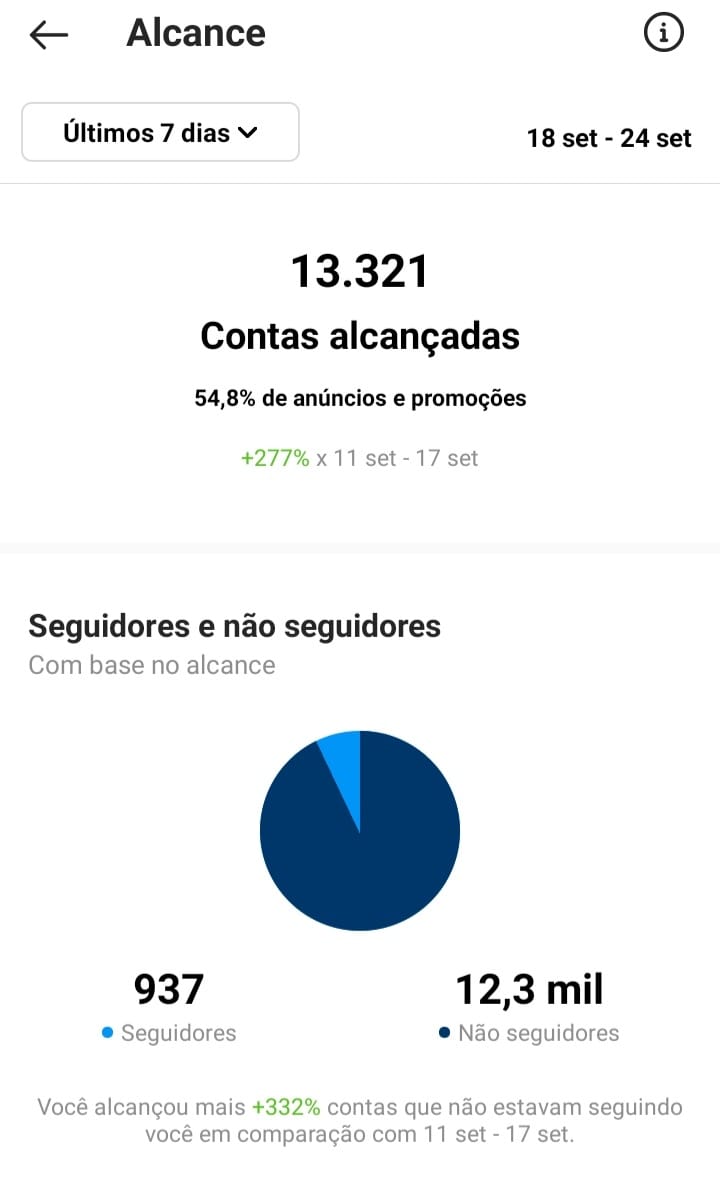 Alcance
Últimos 7 dias
18 set - 24 set
13.321
Contas alcançadas
54,8% de anúncios e promoções
+277% x 11 set - 17 set
Seguidores e não seguidores
Com base no alcance
937
12,3 mil
Seguidores
Não seguidores
Você alcançou mais +332% contas que não estavam seguindo
você em comparação com 11 set - 17 set.